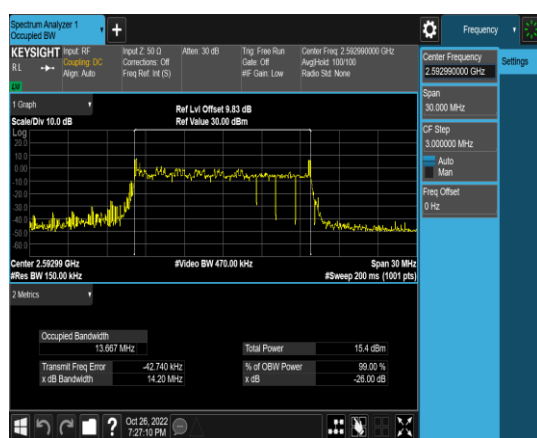 Spectrum Analyzer 1
Occupied BW
+
Frequency
KEYSIGHT
RL
Input: RF
Coupling: DC
Align: Auto
Input Z: 50 Ω
Corrections: Off
Freq Ref: Int (S)
Atten: 30 dB
Trig: Free Run
Gate: Off
#IF Gain: Low
Center Freq: 2.592990000 GHz
Avg|Hold: 100/100
Radio Std: None
Center Frequency
2.592990000 GHz
Settings
Span
30.000 MHz
CF Step
3.000000 MHz
Auto
Man
Freq Offset
0 Hz
1 Graph
Scale/Div 10.0 dB
Ref Lvl Offset 9.83 dB
Ref Value 30.00 dBm
Log
20.0
10.0
0.00
-10.0
-20.0
-30.0
-40.0
-50.0
-60.0
Center 2.59299 GHz
#Res BW 150.00 kHz
#Video BW 470.00 kHz
Span 30 MHz
#Sweep 200 ms (1001 pts)
2 Metrics
Occupied Bandwidth
13.667 MHz
Total Power 15.4 dBm
Transmit Freq Error -42.740 kHz
% of OBW Power 99.00 %
x dB Bandwidth 14.20 MHz
x dB -26.00 dB
?
Oct 26, 2022
7:27:10 PM